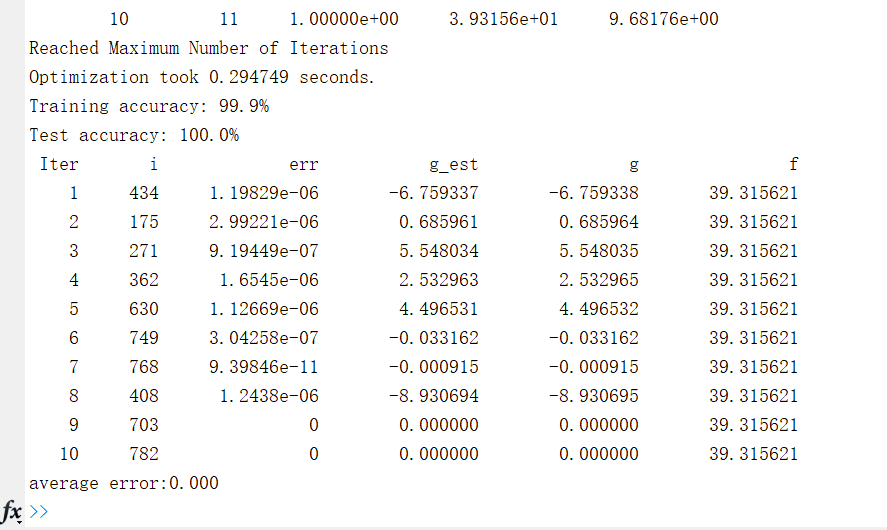 10 11 1.00000e+00 3.93156e+01 9.68176e+00
Reached Maximum Number of Iterations
Optimization took 0.294749 seconds.
Training accuracy: 99.9%
Test accuracy: 100.0%
Iter i err g_est g f
1 434 1.19829e-06 -6.759337 -6.759338 39.315621
2 175 2.99221e-06 0.685961 0.685964 39.315621
3 271 9.19449e-07 5.548034 5.548035 39.315621
4 362 1.6545e-06 2.532963 2.532965 39.315621
5 630 1.12669e-06 4.496531 4.496532 39.315621
6 749 3.04258e-07 -0.033162 -0.033162 39.315621
7 768 9.39846e-11 -0.000915 -0.000915 39.315621
8 408 1.2438e-06 -8.930694 -8.930695 39.315621
9 703 0 0.000000 0.000000 39.315621
10 782 0 0.000000 0.000000 39.315621
average error:0.000
fx >>